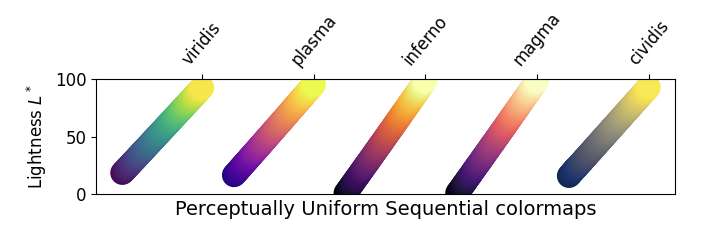 viridis
plasma
inferno
magma
cividis
Lightness L*
100
50
0
Perceptually Uniform Sequential colormaps